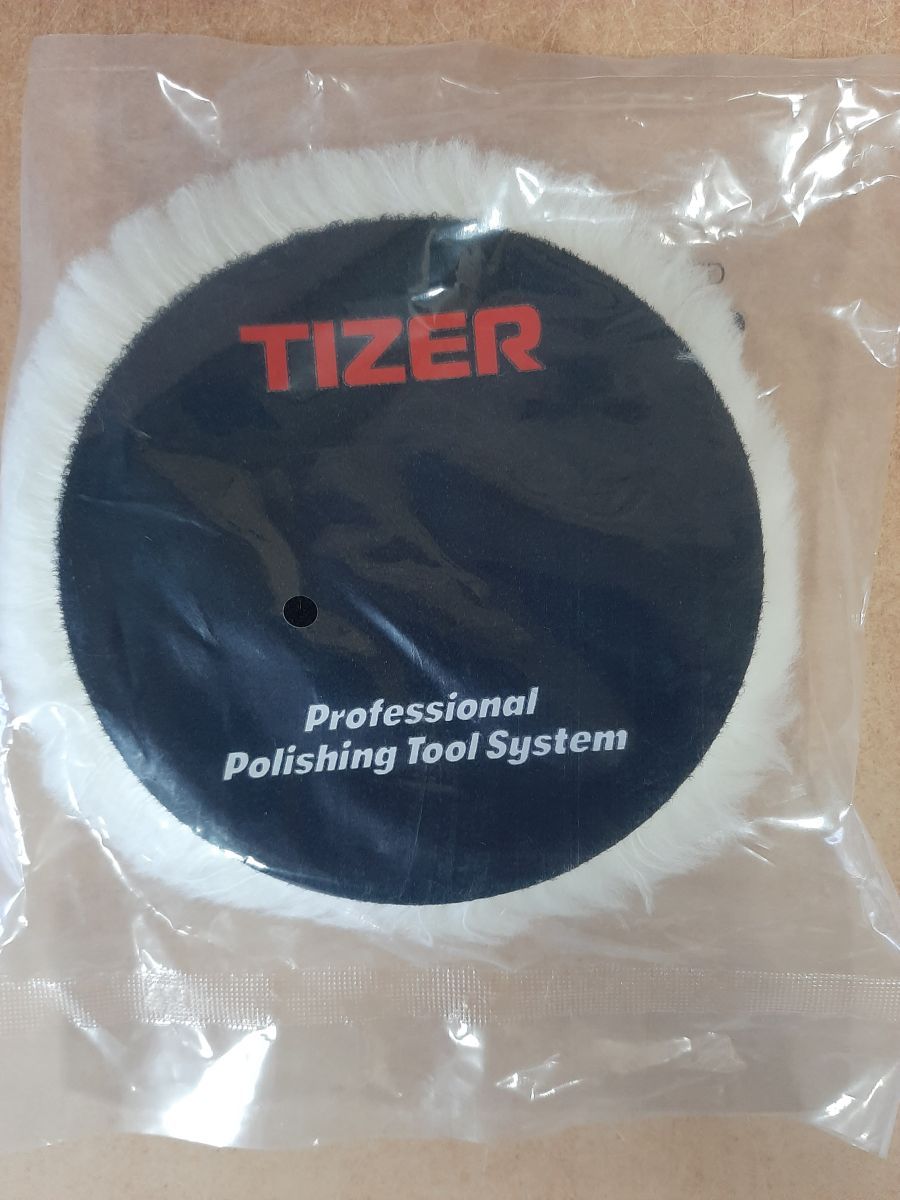 TIZER
Professional
Polishing Tool System